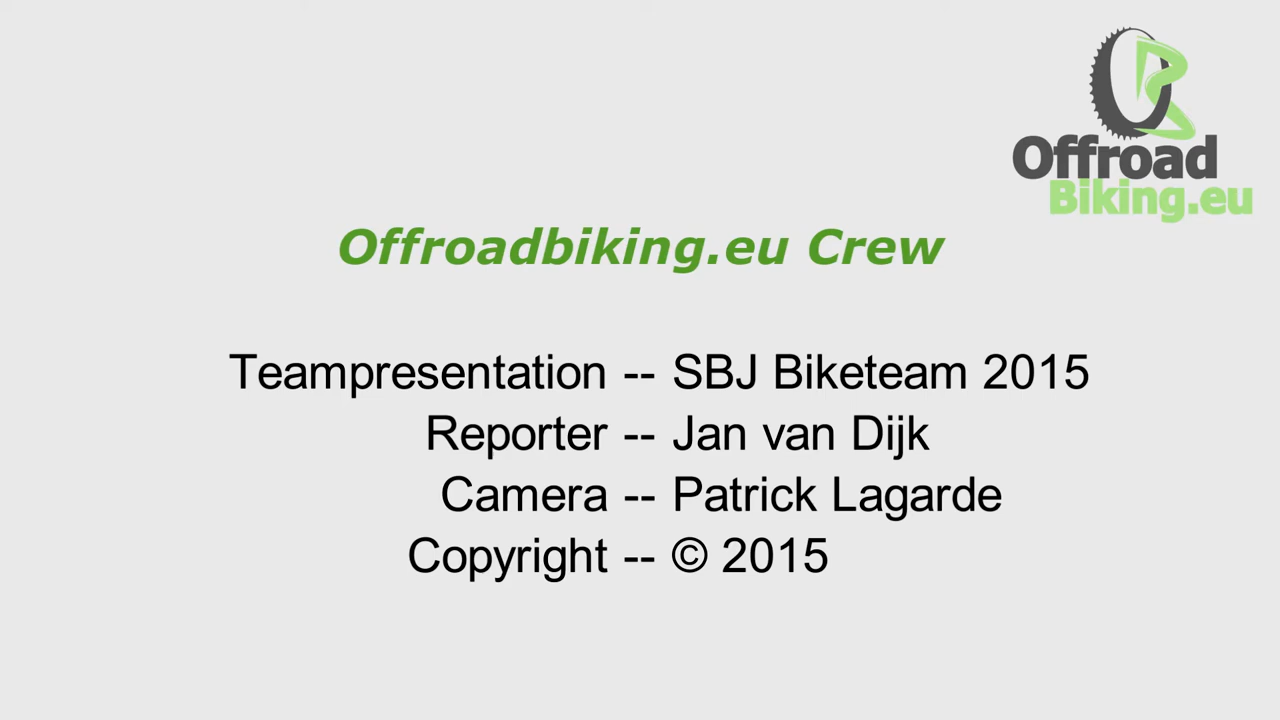 Offroad
Biking.eu
Offroadbiking.eu Crew
Teampresentation -- SBJ Biketeam 2015
Reporter -- Jan van Dijk
Camera -- Patrick Lagarde
Copyright -- © 2015